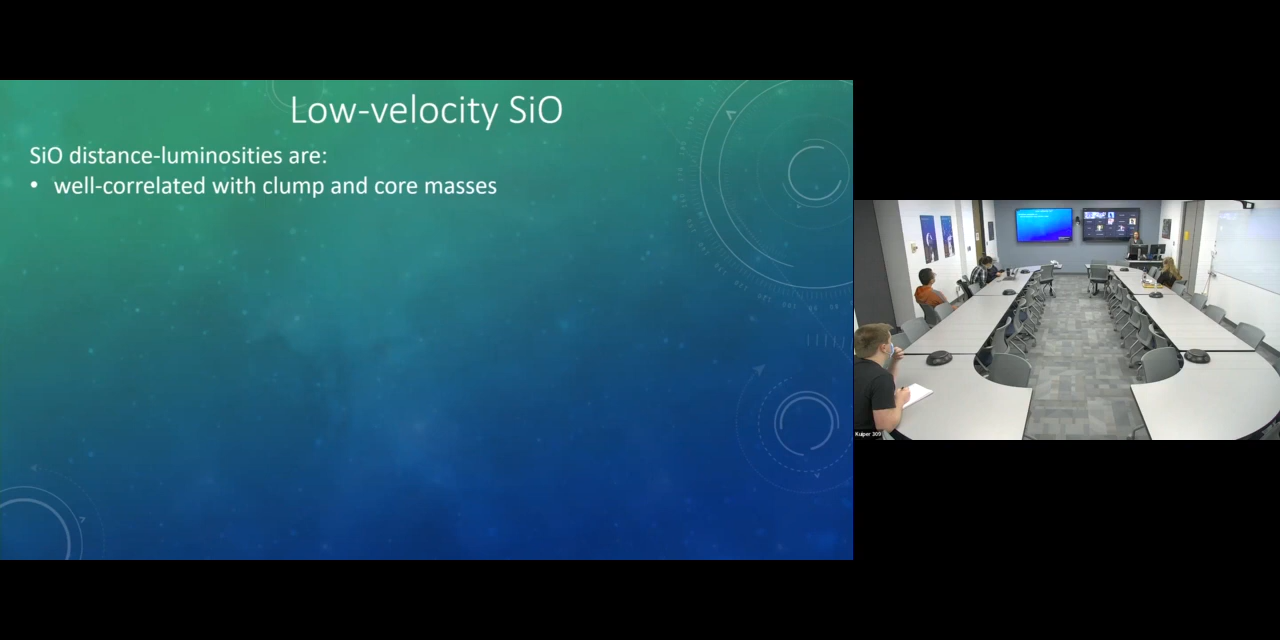 Low-velocity SiO
SiO distance-luminosities are:
• well-correlated with clump and core masses
Kuiper 309